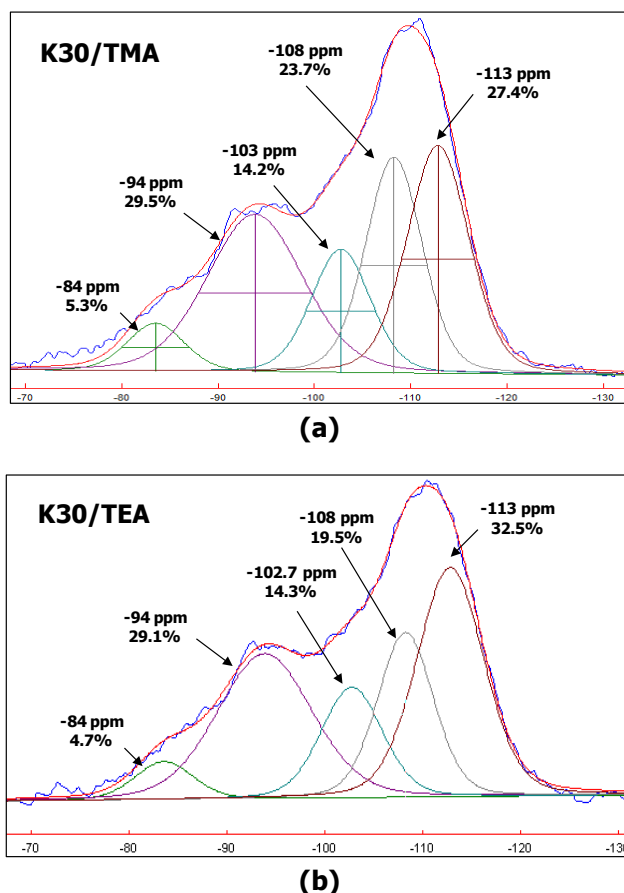 K30/TMA
-108 ppm
23.7%
-113 ppm
27.4%
-103 ppm
14.2%
-94 ppm
29.5%
-84 ppm
5.3%
-70 -80 -90 -100 -110 -120 -130
(a)
K30/TEA
-108 ppm
19.5%
-113 ppm
32.5%
-102.7 ppm
14.3%
-94 ppm
29.1%
-84 ppm
4.7%
-70 -80 -90 -100 -110 -120 -130
(b)